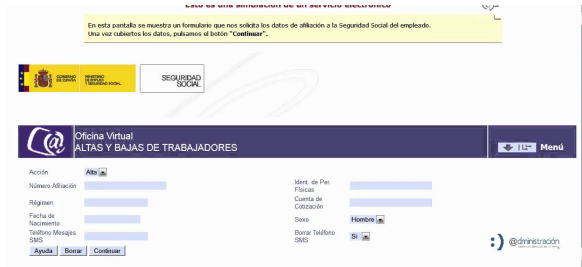 Esto es una simulación de un servicio electrónico
En esta pantalla se muestra un formulario que nos solicita los datos de afiliación a la Seguridad Social del empleado.
Una vez cubiertos los datos, pulsamos el botón "Continuar".
GOBIERNO DE ESPAÑA
MINISTERIO DE EMPLEO Y SEGURIDAD SOCIAL
SEGURIDAD SOCIAL
Oficina Virtual
ALTAS Y BAJAS DE TRABAJADORES
Menú
Acción Alta
Número Afiliación Ident. de Per. Físicas
Régimen Cuenta de Cotización
Fecha de Nacimiento Sexo Hombre
Teléfono Mesajes SMS Borrar Teléfono SMS Si
Ayuda Borrar Continuar
:) @dministración